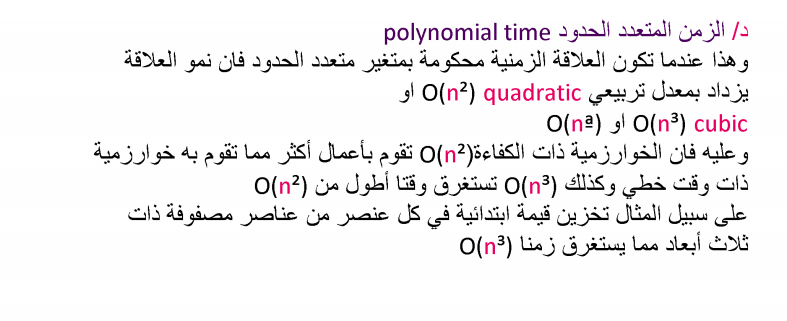 د/ الزمن المتعدد الحدود polynomial time
وهذا عندما تكون العلاقة الزمنية محكومة بمتغير متعدد الحدود فان نمو العلاقة
يزداد بمعدل تربيعي O(n²) quadratic او
O(n³) cubic او O(nª)
وعليه فان الخوارزمية ذات الكفاءة O(n²) تقوم بأعمال أكثر مما تقوم به خوارزمية
ذات وقت خطي وكذلك O(n³) تستغرق وقتا أطول من O(n²)
على سبيل المثال تخزين قيمة ابتدائية في كل عنصر من عناصر مصفوفة ذات
ثلاث أبعاد مما يستغرق زمنا O(n³)